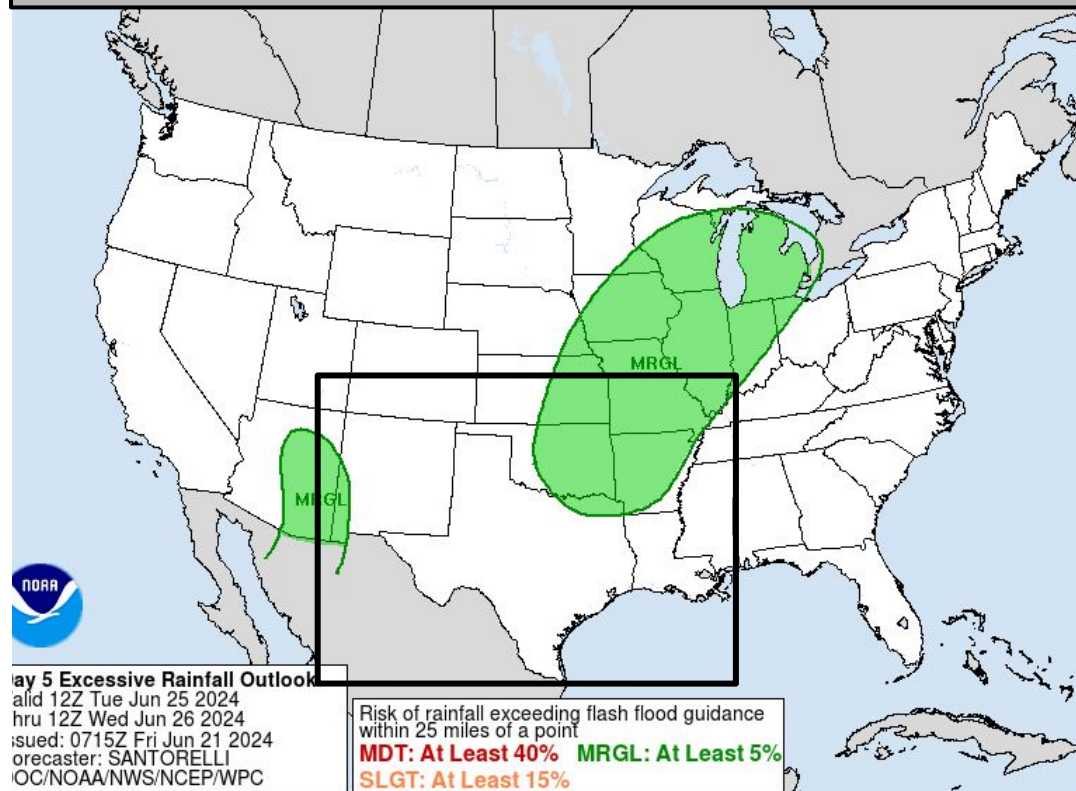 MRGL
MRGL
NOAA
ay 5 Excessive Rainfall Outlook
alid 12Z Tue Jun 25 2024
hru 12Z Wed Jun 26 2024
ssued: 0715Z Fri Jun 21 2024
orecaster: SANTORELLI
OC/NOAA/NWS/NCEP/WPC
Risk of rainfall exceeding flash flood guidance
within 25 miles of a point
MDT: At Least 40% MRGL: At Least 5%
SLGT: At Least 15%